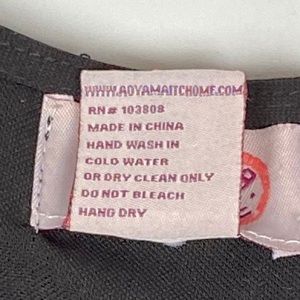 WWW.AOYAMAITCHOME.COM
RN# 103808
MADE IN CHINA
HAND WASH IN
COLD WATER
OR DRY CLEAN ONLY
DO NOT BLEACH
HANG DRY